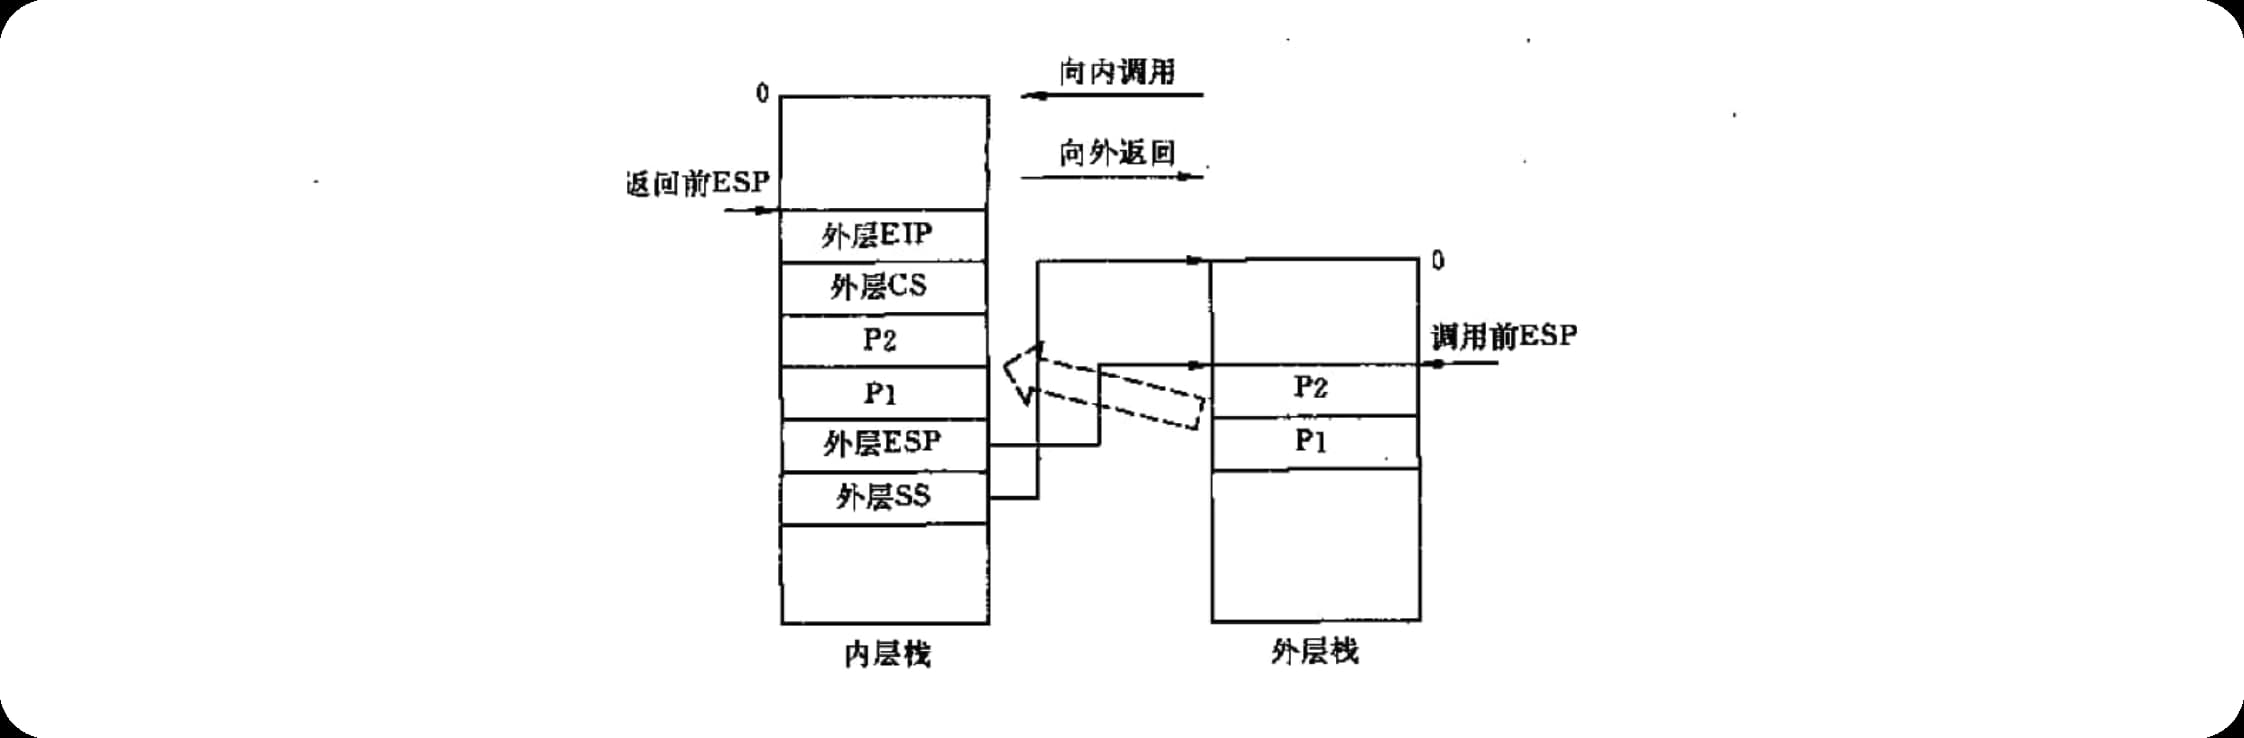 向内调用
0
向外返回
返回前ESP
外层EIP
0
外层CS
调用前ESP
P2
P2
P1
P1
外层ESP
外层SS
内层栈
外层栈